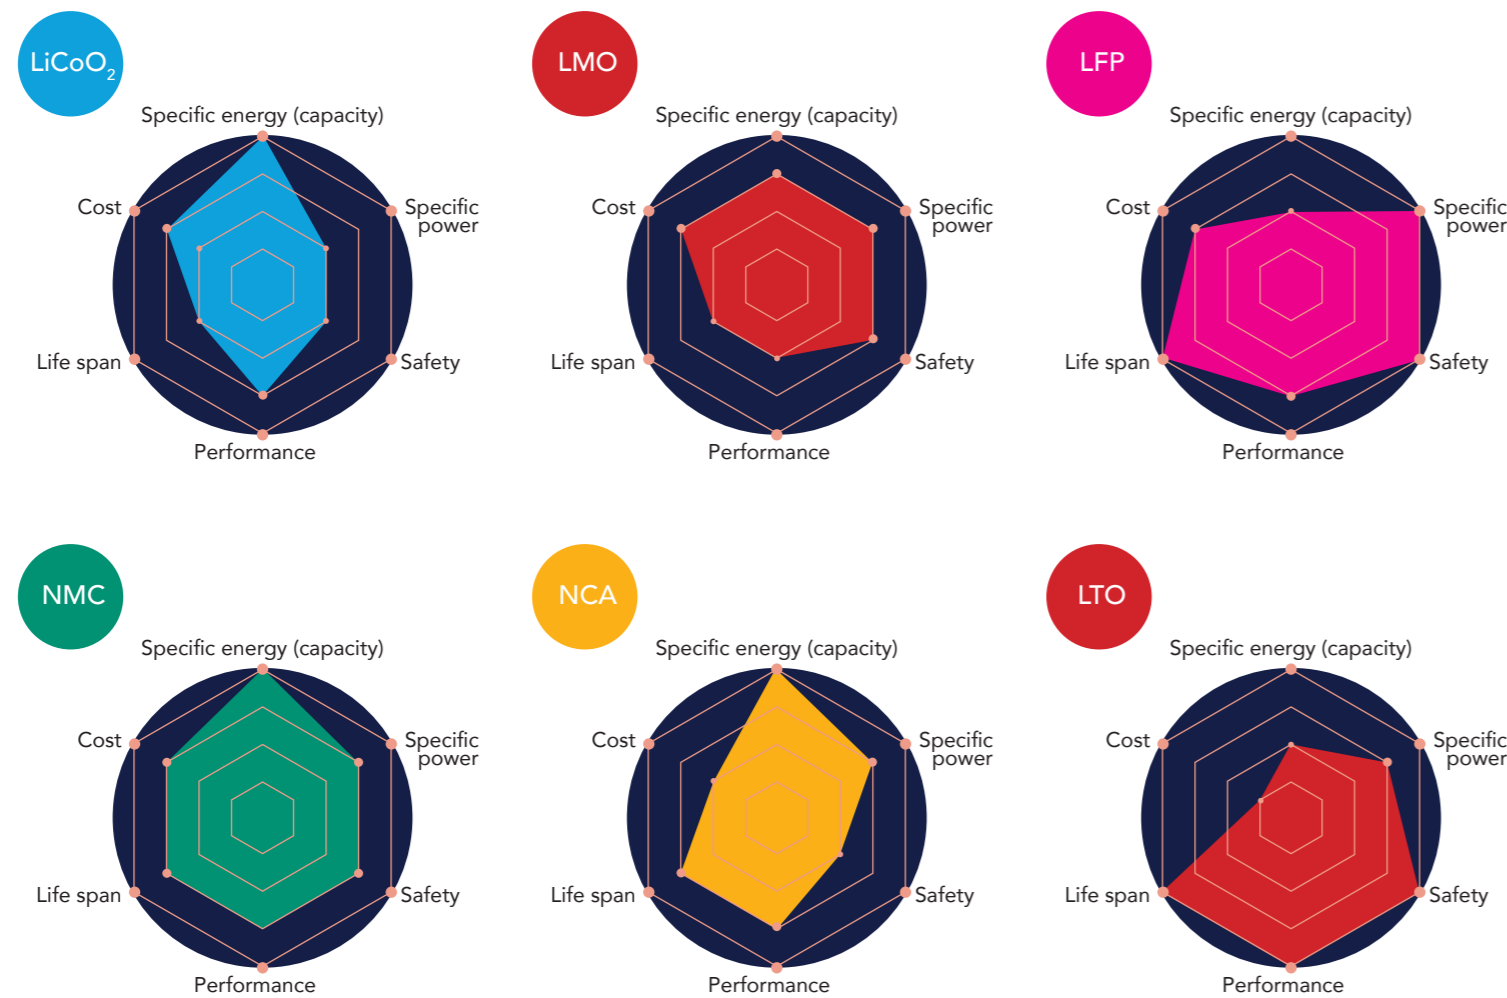 LiCoO₂
Specific energy (capacity)
Cost
Specific
power
Life span
Safety
Performance
LMO
Specific energy (capacity)
Cost
Specific
power
Life span
Safety
Performance
LFP
Specific energy (capacity)
Cost
Specific
power
Life span
Safety
Performance
NMC
Specific energy (capacity)
Cost
Specific
power
Life span
Safety
Performance
NCA
Specific energy (capacity)
Cost
Specific
power
Life span
Safety
Performance
LTO
Specific energy (capacity)
Cost
Specific
power
Life span
Safety
Performance